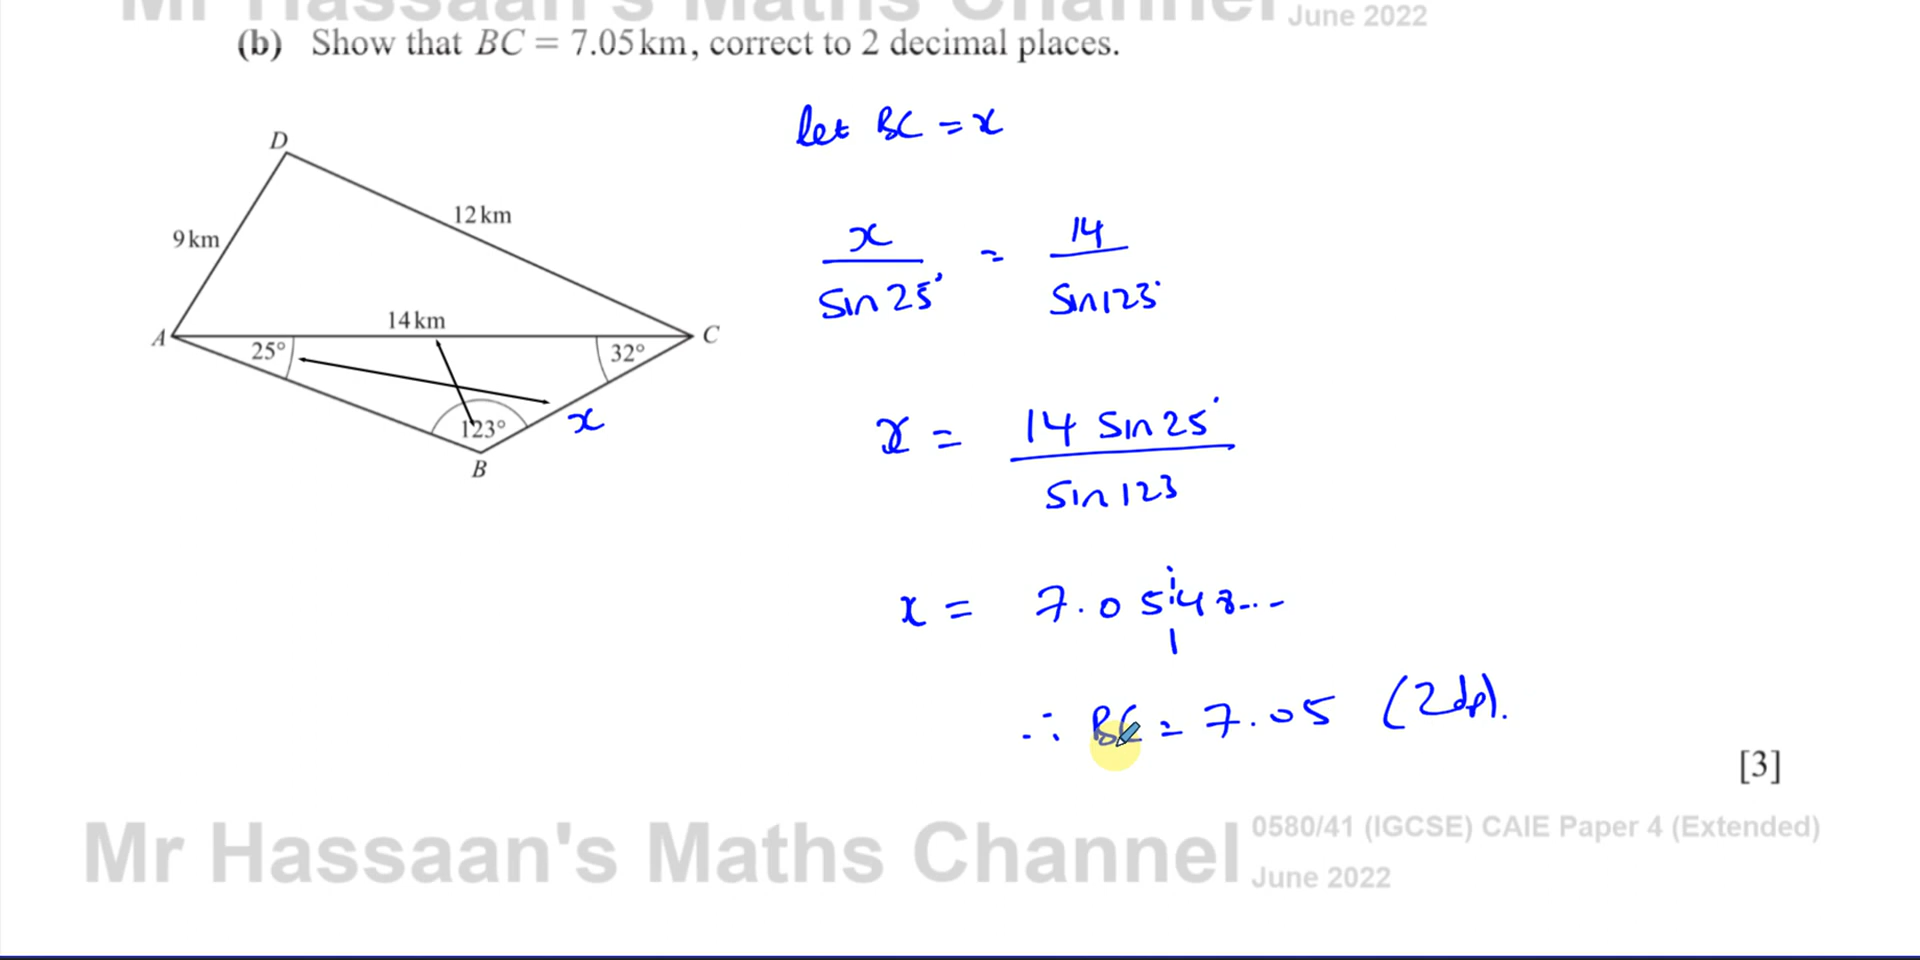 Mr Hassaan's Maths Channel June 2022
(b) Show that BC = 7.05 km, correct to 2 decimal places.
let BC = x
D
12 km
9 km
x / sin 25° = 14 / sin 123°
14 km
A
C
25°
32°
123°
x
B
x = 14 sin 25° / sin 123
x = 7.0548...
∴ BC = 7.05 (2dp).
[3]
Mr Hassaan's Maths Channel 0580/41 (IGCSE) CAIE Paper 4 (Extended)
June 2022